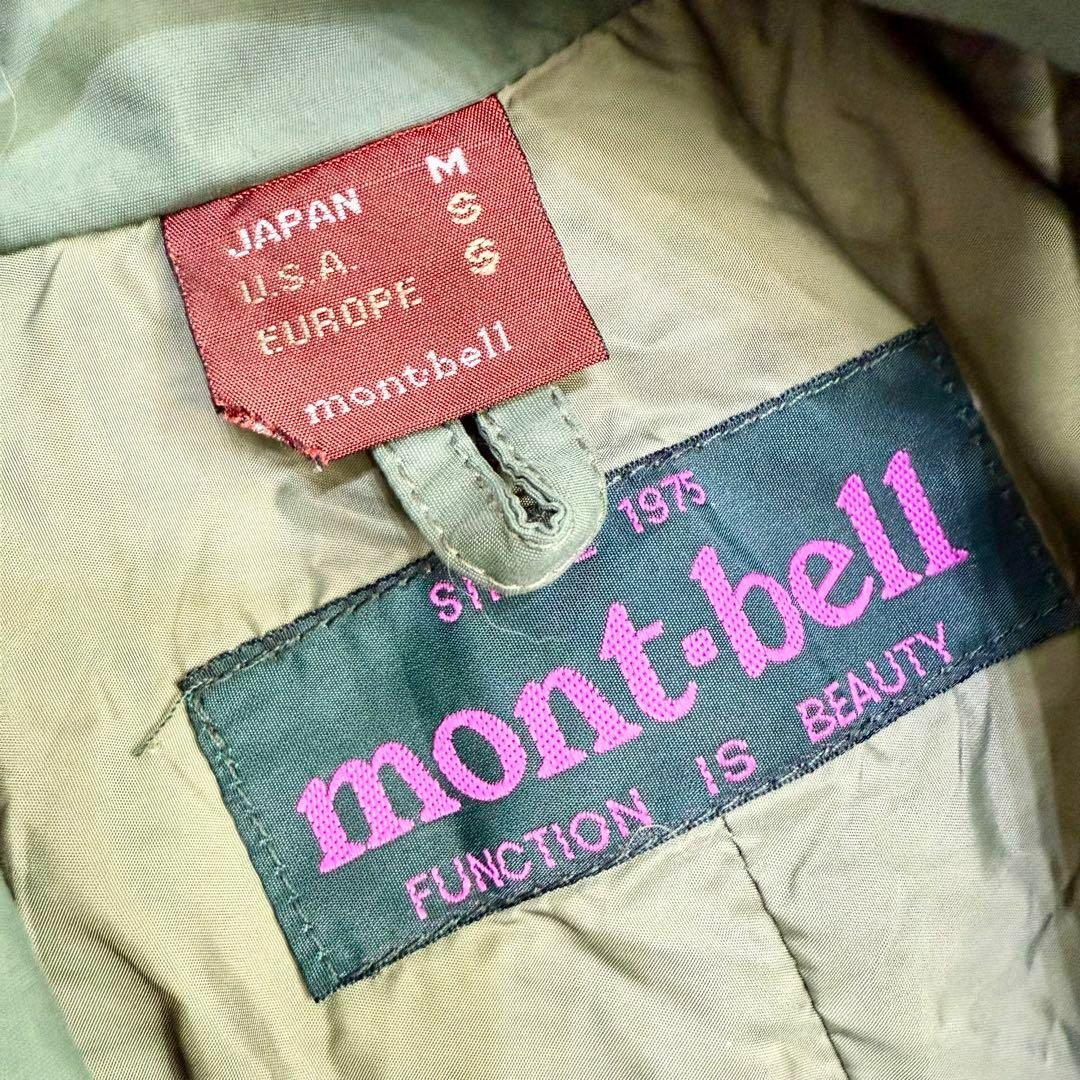 JAPAN M
U.S.A. S
EUROPE S
mont-bell
1975
mont-bell
FUNCTION IS BEAUTY